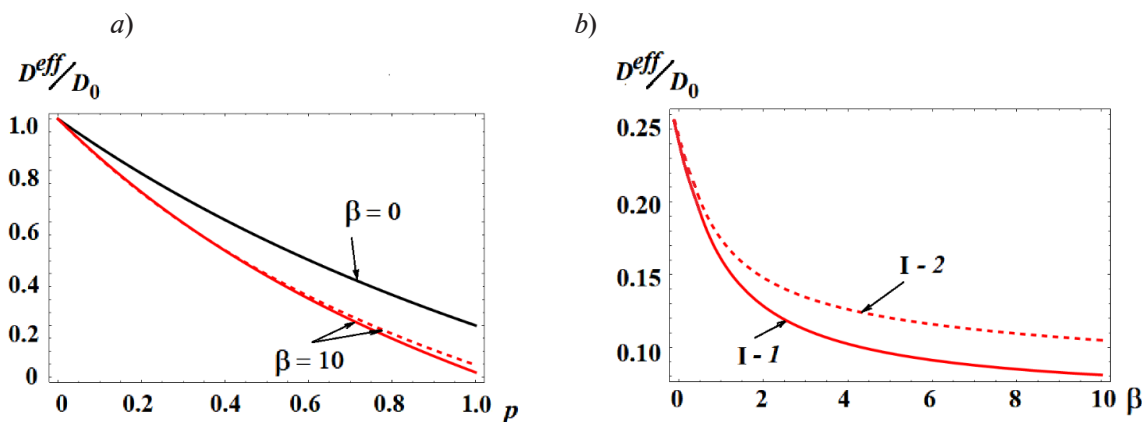 a)
b)
D^eff/D₀
D^eff/D₀
1.0
0.8
0.6
0.4
0.2
0
β = 0
β = 10
0 0.2 0.4 0.6 0.8 1.0 p
0.25
0.20
0.15
0.10
I - 2
I - 1
0 2 4 6 8 10 β